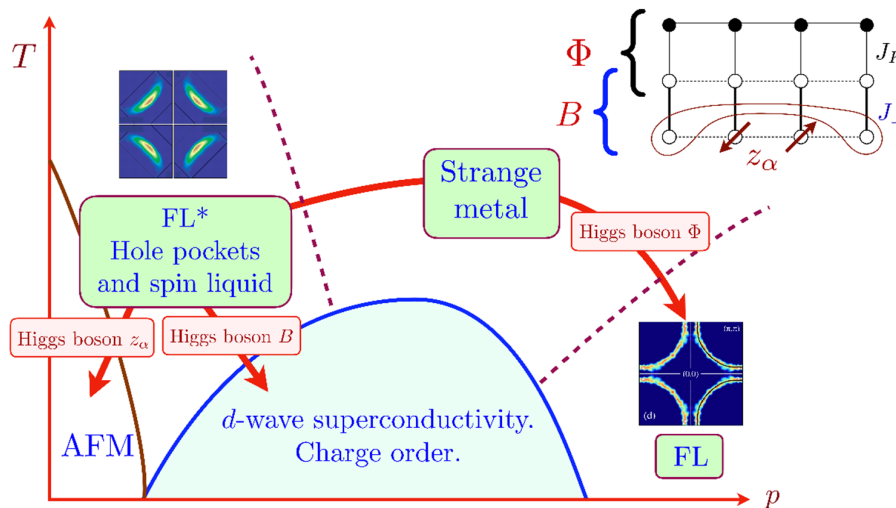 T
Φ
B
J
z_α
J
Strange
metal
FL*
Hole pockets
and spin liquid
Higgs boson Φ
Higgs boson z_α
Higgs boson B
(π,π)
(0,0)
(d)
AFM
d-wave superconductivity.
Charge order.
FL
p